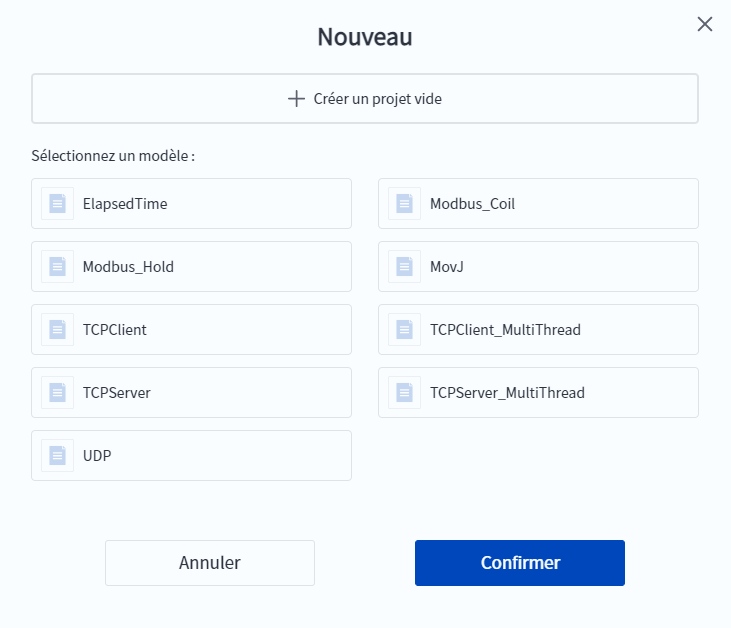 Nouveau
Créer un projet vide
Sélectionnez un modèle :
ElapsedTime
Modbus_Coil
Modbus_Hold
MovJ
TCPClient
TCPClient_MultiThread
TCPServer
TCPServer_MultiThread
UDP
Annuler
Confirmer